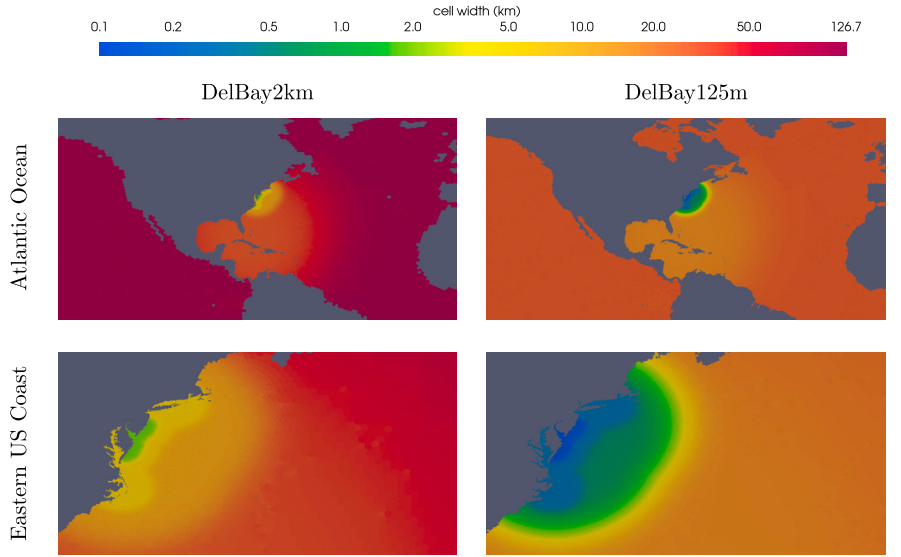 cell width (km)
0.1 0.2 0.5 1.0 2.0 5.0 10.0 20.0 50.0 126.7
DelBay2km DelBay125m
Atlantic Ocean
Eastern US Coast